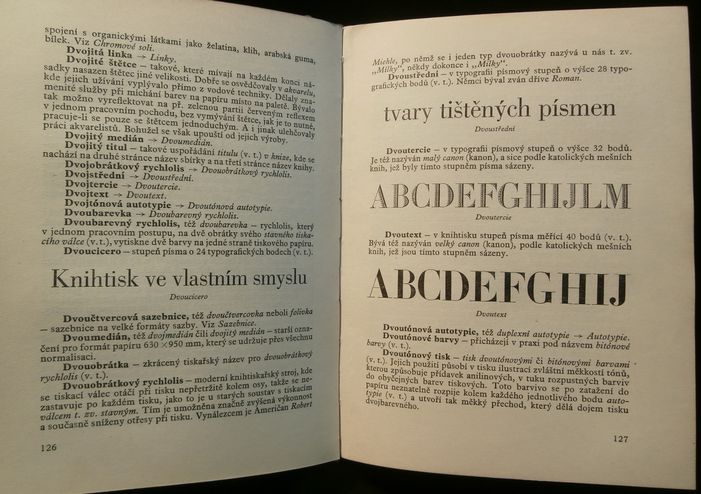 spojení s organickými látkami jako želatina, klih, arabská guma,
bílek. Viz Chromové soli.
Dvojitá linka → Linky.
Dvojité štětce – takové, které mívají na každém konci ná-
sadky nasazen štětec jiné velikosti. Dobře se osvědčovaly v akvarelu,
kde jejich užívání vyplývalo přímo z vodové techniky. Dělaly zna-
menité služby při míchání barev na papíru místo na paletě. Bývalo
tak možno vyreflektovat na př. zelenou partii červeným reflexem
v jednom pracovním pochodu, bez vymývání štětce, jak je to nutné,
pracuje-li se pouze se štětcem jednoduchým. A i jinak ulehčovaly
práci akvarelistů. Bohužel se však upouští od jejich výroby.
Dvojitý medián → Dvoumedián.
Dvojitý titul – takové uspořádání titulu (v. t.) v knize, kde se
nachází na druhé stránce název sbírky a na třetí stránce název knihy.
Dvojobrátký rychlolis → Dvouobrátkový rychlolis.
Dvojstřední → Dvoustřední.
Dvojtercie → Dvoutercie.
Dvojtext → Dvoutext.
Dvojtónová autotypie → Dvoutónová autotypie.
Dvoubarevka → Dvoubarevný rychlolis.
Dvoubarevný rychlolis, též dvoubarevka – rychlolis, který
v jednom pracovním postupu, na dvě obrátky svého stavného tiska-
cího válce (v. t.), vytiskne dvě barvy na jedné straně tiskového papíru.
Dvoucicero – stupeň písma o 24 typografických bodech (v. t.).
Knihtisk ve vlastním smyslu
Dvoucicero
Dvoučtvercová sazebnice, též dvoučtvercovka neboli folivka
– sazebnice na velké formáty sazby. Viz Sazebnice.
Dvoumedián, též dvojmedián čili dvojitý medián – starší ozna-
čení pro formát papíru 630 ×950 mm, který se udržuje přes všechnu
normalisaci.
Dvouobrátka – zkrácený tiskařský název pro dvouobrátkový
rychlolis (v. t.).
Dvouobrátkový rychlolis – moderní knihtiskařský stroj, kde
se tiskací válec otáčí při tisku nepřetržitě kolem osy, takže se ne-
zastavuje po každém tisku, jako to je u starých soustav s tiskacím
válcem t. zv. stavným. Tím je umožněna značně zvýšená výkonnost
a současně sníženy otřesy při tisku. Vynálezcem je Američan Robert
126
Miehle, po němž se i jeden typ dvouobrátky nazývá u nás t. zv.
„Milky“, někdy dokonce i „Milky“.
Dvoustřední – v typografii písmový stupeň o výšce 28 typo-
grafických bodů (v. t.). Němci býval zván dříve Roman.
tvary tištěných písmen
Dvoustřední
Dvoutercie – v typografii písmový stupeň o výšce 32 bodů.
Je též nazýván malý canon (kanon), a sice podle katolických mešních
knih, jež byly tímto stupněm písma sázeny.
ABCDEFGHIJLM
Dvoutercie
Dvoutext – v knihtisku stupeň písma měřící 40 bodů (v. t.).
Bývá též nazýván velký canon (kanon), podle katolických mešních
knih, jež jsou tímto stupněm sázeny.
ABCDEFGHIJ
Dvoutext
Dvoutónová autotypie, též duplexní autotypie → Autotypie.
Dvoutónové barvy – přicházejí v praxi pod názvem bitónové
barvy (v. t.).
Dvoutónový tisk – tisk dvoutónovými či bitónovými barvami
(v. t.). Jejich použití působí v tisku ilustrací zvláštní měkkostí tónů,
kterou způsobuje přídavek anilinových, v tuku rozpustných barviv
do obyčejných barev tiskových. Toto barvivo se po zatažení do
papíru neznatelně rozpije kolem každého jednotlivého bodu auto-
typie (v. t.) a utvoří tak měkký přechod, který dělá dojem tisku
dvojbarevného.
127